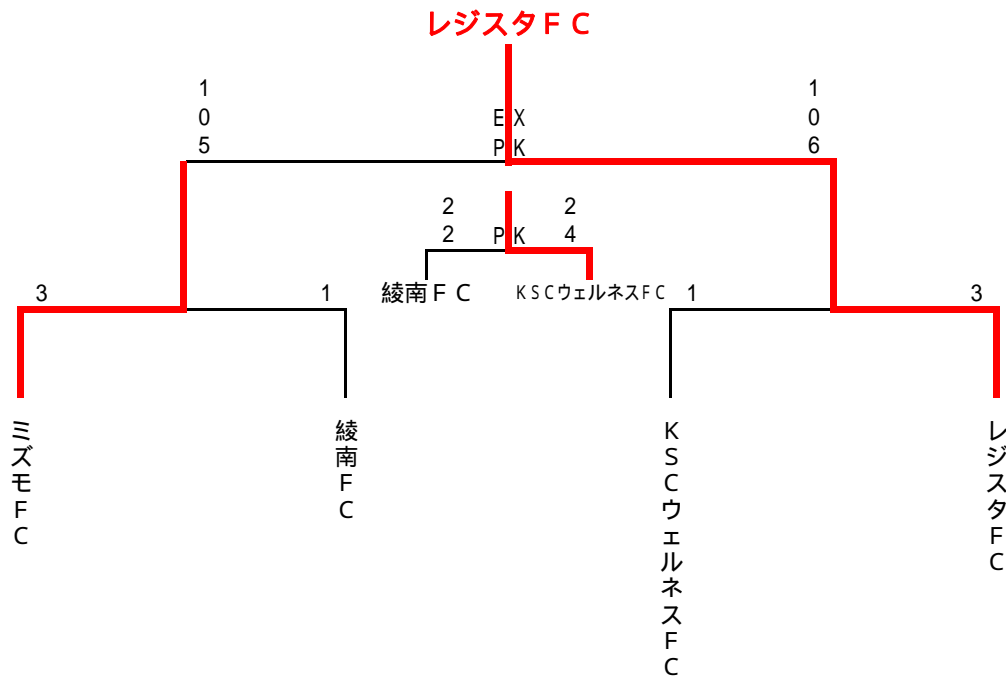 レジスタＦＣ
1 1
0 EX 0
5 PK 6
2 2
2 PK 4
綾南ＦＣ KSCウェルネスFC
3 1 1 3
ミズモＦＣ
綾南ＦＣ
ＫＳＣウェルネスＦＣ
レジスタＦＣ